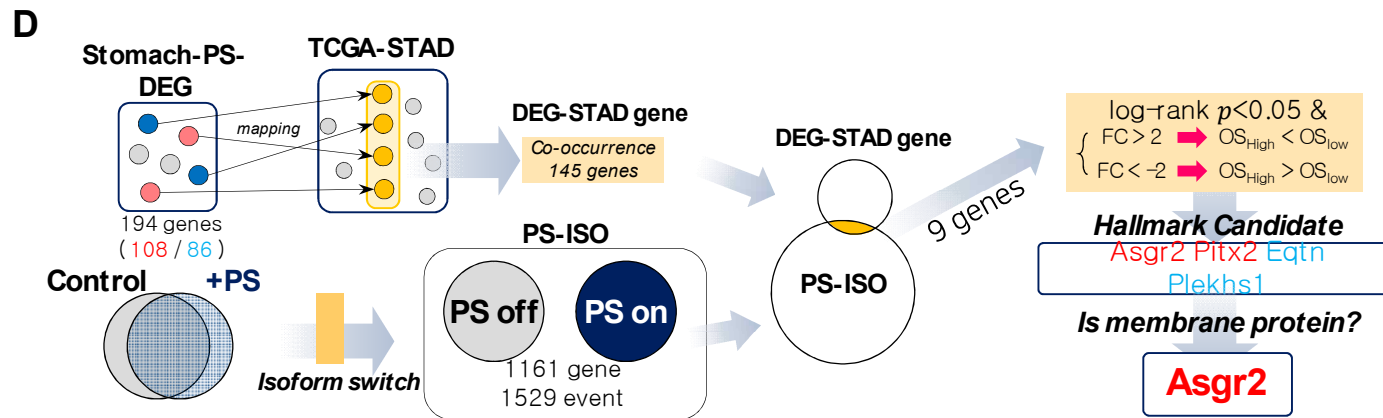 D
Stomach-PS-
DEG
mapping
194 genes
(108 / 86)
TCGA-STAD
DEG-STAD gene
Co-occurrence
145 genes
Control
+PS
Isoform switch
PS-ISO
PS off
PS on
1161 gene
1529 event
DEG-STAD gene
PS-ISO
9 genes
log-rank p<0.05 &
{ FC > 2 ➡ OSHigh < OSlow
FC < -2 ➡ OSHigh > OSlow
Hallmark Candidate
Asgr2 Pitx2 Eqtn
Plekhs1
Is membrane protein?
Asgr2